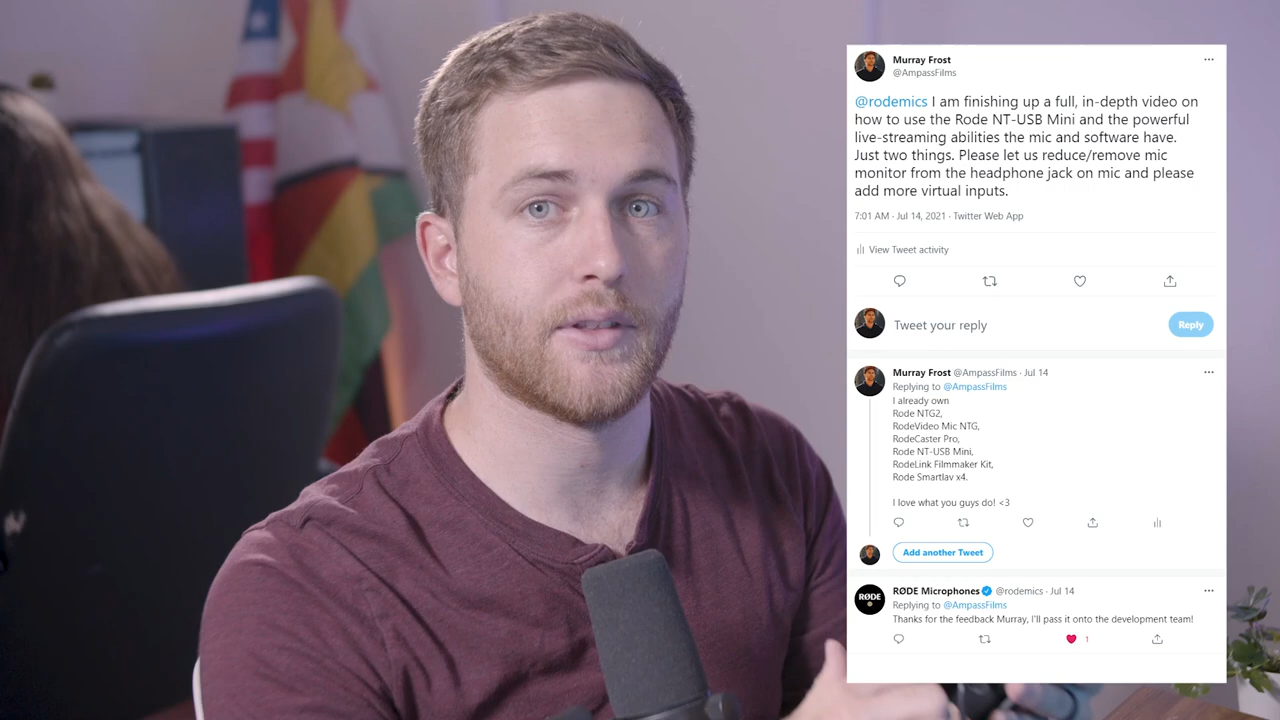 Murray Frost
@AmpassFilms
@rodemics I am finishing up a full, in-depth video on
how to use the Rode NT-USB Mini and the powerful
live-streaming abilities the mic and software have.
Just two things. Please let us reduce/remove mic
monitor from the headphone jack on mic and please
add more virtual inputs.
7:01 AM · Jul 14, 2021 · Twitter Web App
View Tweet activity
Tweet your reply
Reply
Murray Frost @AmpassFilms · Jul 14
Replying to @AmpassFilms
I already own
Rode NTG2,
RodeVideo Mic NTG,
RodeCaster Pro,
Rode NT-USB Mini,
RodeLink Filmmaker Kit,
Rode Smartlav x4.
I love what you guys do! <3
Add another Tweet
RØDE
RØDE Microphones @rodemics · Jul 14
Replying to @AmpassFilms
Thanks for the feedback Murray, I'll pass it onto the development team!
1